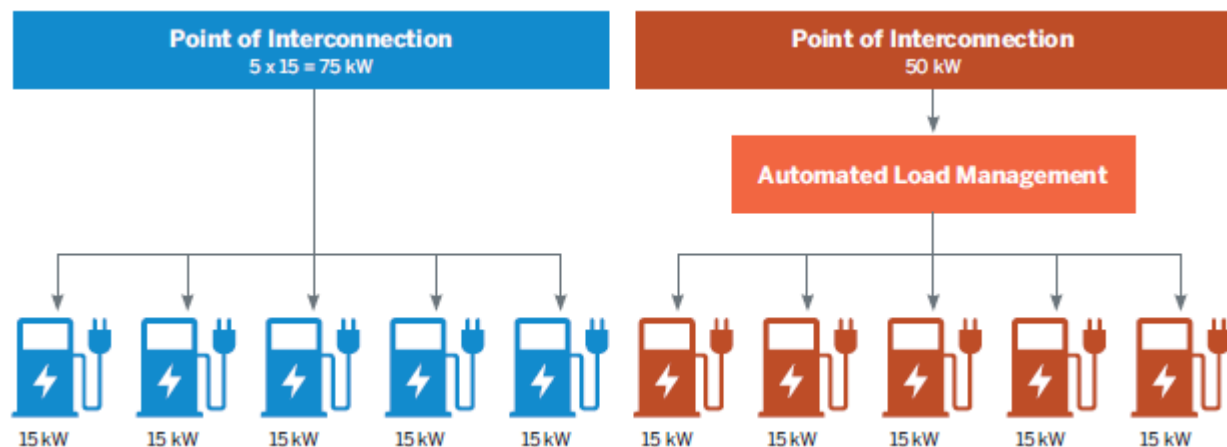 Point of Interconnection
5 x 15 = 75 kW
15 kW
15 kW
15 kW
15 kW
15 kW
Point of Interconnection
50 kW
Automated Load Management
15 kW
15 kW
15 kW
15 kW
15 kW